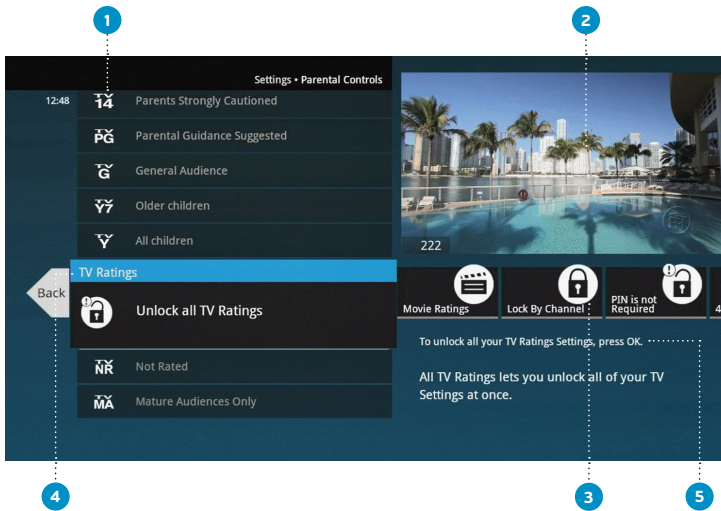 1
2
Settings • Parental Controls
12:48
TV 14 Parents Strongly Cautioned
TV PG Parental Guidance Suggested
TV G General Audience
TV Y7 Older children
TV Y All children
222
TV Ratings
Back
Unlock all TV Ratings
Movie Ratings
Lock By Channel
PIN is not
Required
4
To unlock all your TV Ratings Settings, press OK.
TV NR Not Rated
All TV Ratings lets you unlock all of your TV
Settings at once.
TV MA Mature Audiences Only
4
3
5